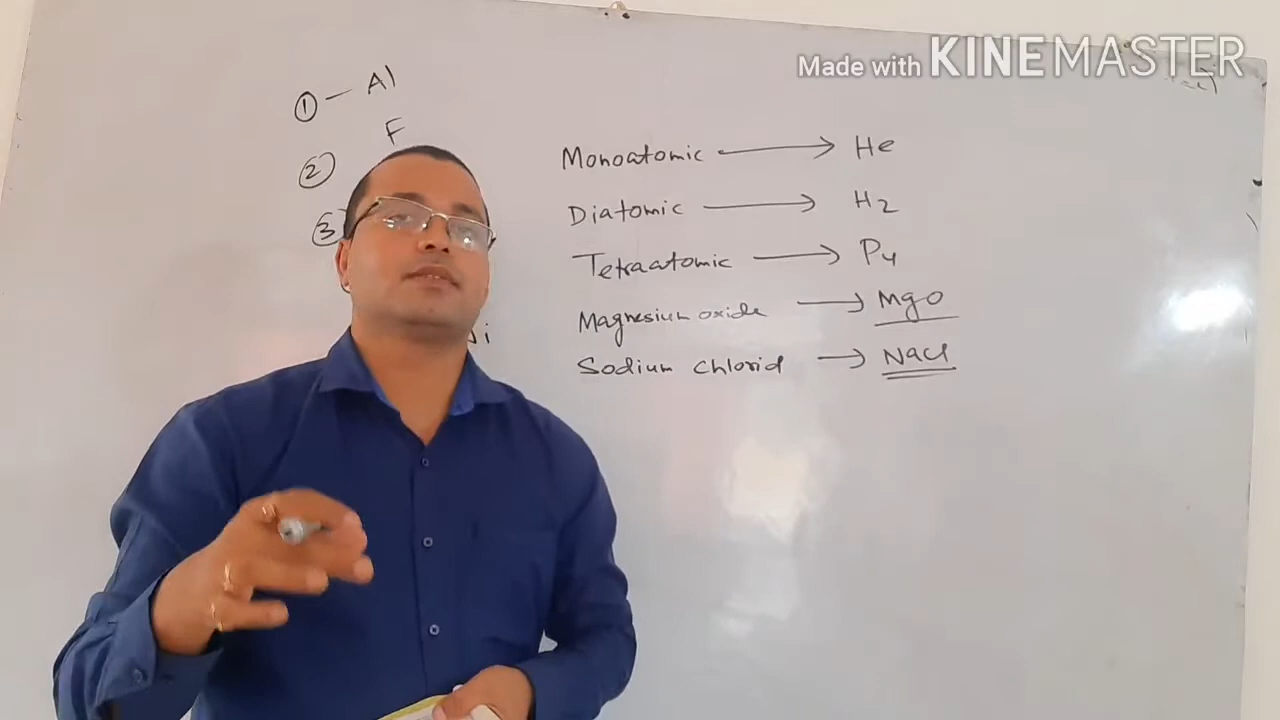 Made with KINEMASTER
① — Al
②
F
③
Monoatomic → He
Diatomic → H₂
Tetraatomic → P₄
Magnesium oxide → MgO
Sodium chlorid → NaCl